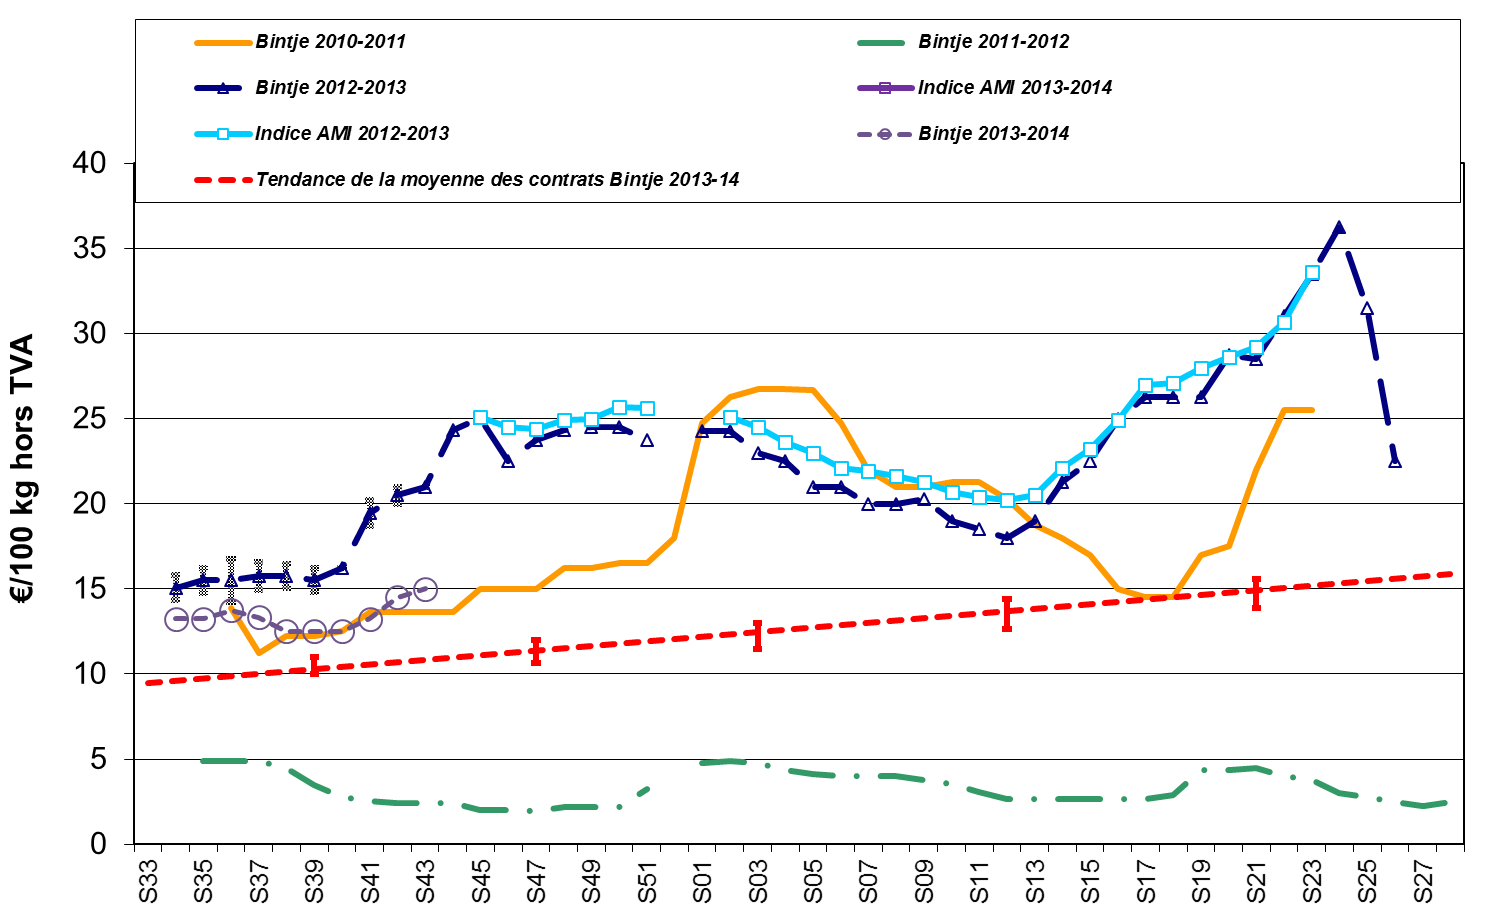 Bintje 2010-2011
Bintje 2011-2012
Bintje 2012-2013
Indice AMI 2013-2014
Indice AMI 2012-2013
Bintje 2013-2014
Tendance de la moyenne des contrats Bintje 2013-14
€/100 kg hors TVA
40
35
30
25
20
15
10
5
0
S33
S35
S37
S39
S41
S43
S45
S47
S49
S51
S01
S03
S05
S07
S09
S11
S13
S15
S17
S19
S21
S23
S25
S27